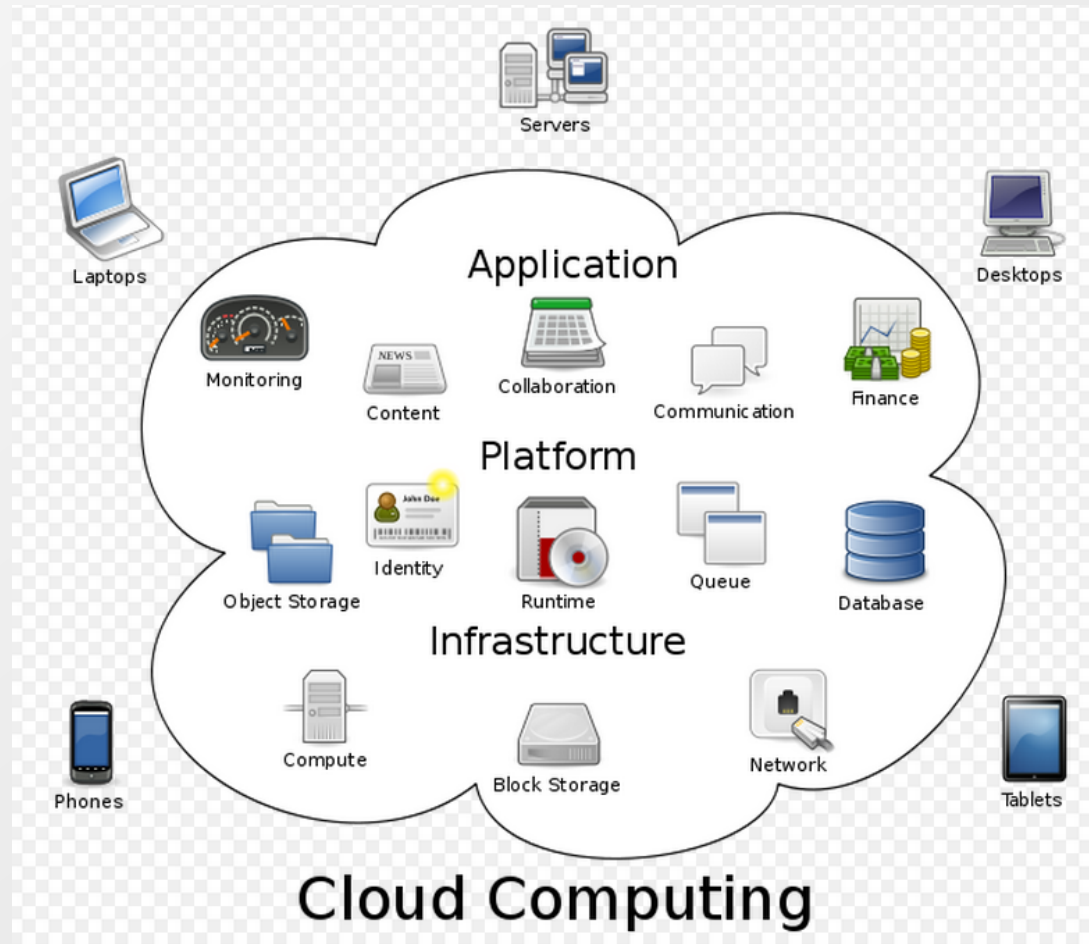 Servers
Laptops
Desktops
Application
Monitoring
NEWS
Content
Collaboration
Communication
Finance
Platform
Object Storage
John Doe
Identity
Runtime
Queue
Database
Infrastructure
Compute
Block Storage
Network
Phones
Tablets
Cloud Computing